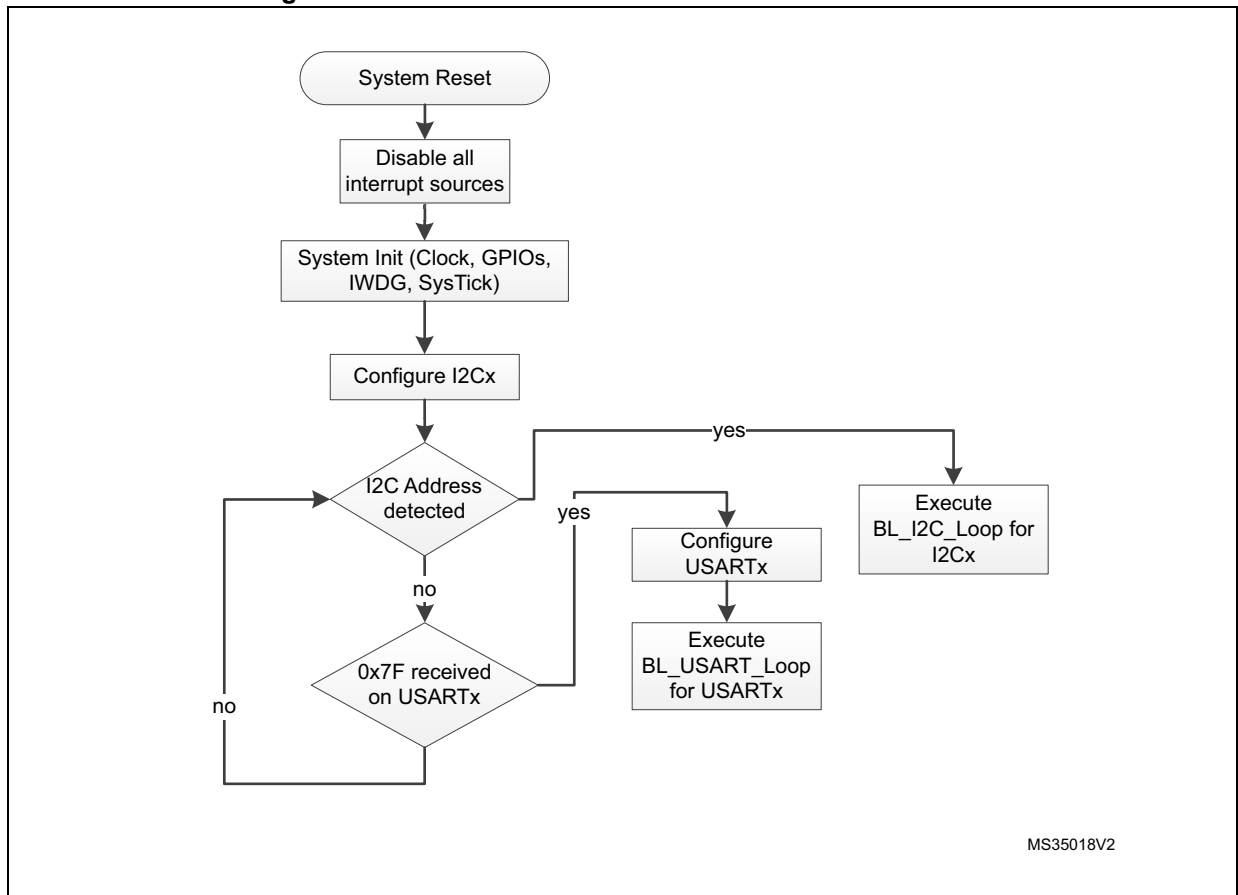 System Reset
Disable all
interrupt sources
System Init (Clock, GPIOs,
IWDG, SysTick)
Configure I2Cx
yes
I2C Address
detected
yes
Execute
BL_I2C_Loop for
I2Cx
Configure
USARTx
no
Execute
BL_USART_Loop
for USARTx
0x7F received
on USARTx
no
MS35018V2